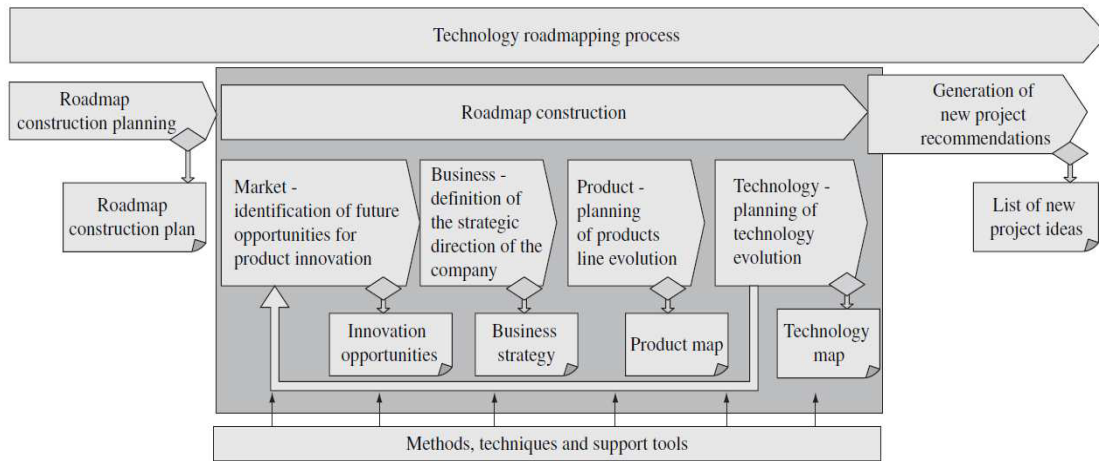 Technology roadmapping process
Roadmap
construction planning
Roadmap construction
Generation of
new project
recommendations
Roadmap
construction plan
Market -
identification of future
opportunities for
product innovation
Business -
definition of
the strategic
direction of the
company
Product -
planning
of products
line evolution
Technology -
planning of
technology
evolution
List of new
project ideas
Innovation
opportunities
Business
strategy
Product map
Technology
map
Methods, techniques and support tools